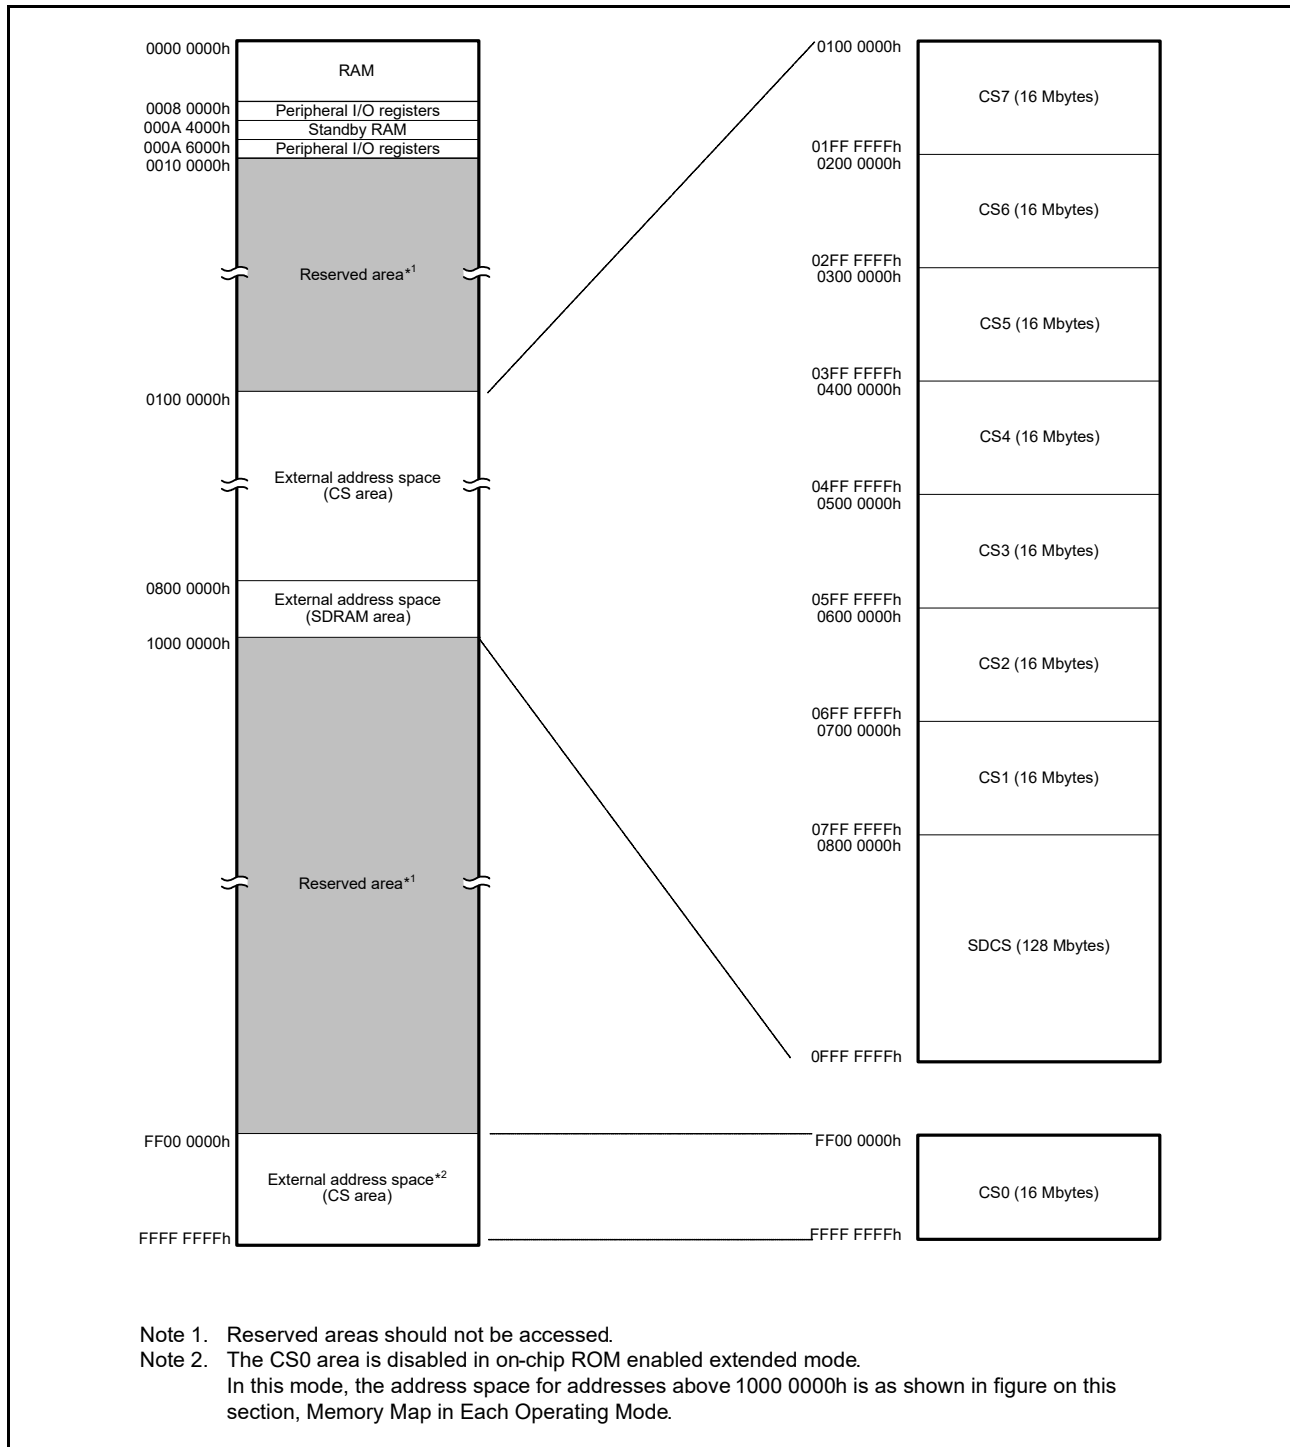 0000 0000h
RAM
0008 0000h
Peripheral I/O registers
000A 4000h
Standby RAM
000A 6000h
Peripheral I/O registers
0010 0000h
Reserved area*1
0100 0000h
External address space
(CS area)
0800 0000h
External address space
(SDRAM area)
1000 0000h
Reserved area*1
FF00 0000h
External address space*2
(CS area)
FFFF FFFFh
0100 0000h
CS7 (16 Mbytes)
01FF FFFFh
0200 0000h
CS6 (16 Mbytes)
02FF FFFFh
0300 0000h
CS5 (16 Mbytes)
03FF FFFFh
0400 0000h
CS4 (16 Mbytes)
04FF FFFFh
0500 0000h
CS3 (16 Mbytes)
05FF FFFFh
0600 0000h
CS2 (16 Mbytes)
06FF FFFFh
0700 0000h
CS1 (16 Mbytes)
07FF FFFFh
0800 0000h
SDCS (128 Mbytes)
0FFF FFFFh
FF00 0000h
CS0 (16 Mbytes)
FFFF FFFFh
Note 1. Reserved areas should not be accessed.
Note 2. The CS0 area is disabled in on-chip ROM enabled extended mode.
In this mode, the address space for addresses above 1000 0000h is as shown in figure on this
section, Memory Map in Each Operating Mode.